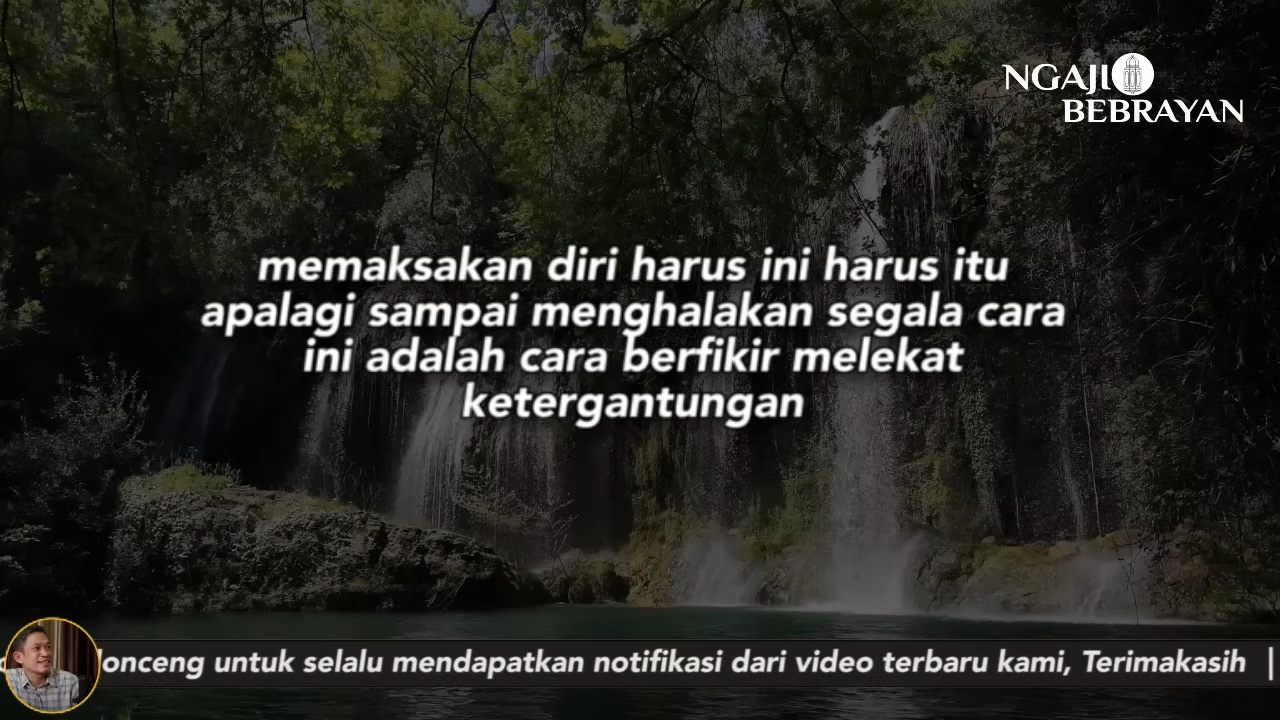 NGAJI
BEBRAYAN
memaksakan diri harus ini harus itu
apalagi sampai menghalakan segala cara
ini adalah cara berfikir melekat
ketergantungan
lonceng untuk selalu mendapatkan notifikasi dari video terbaru kami, Terimakasih |